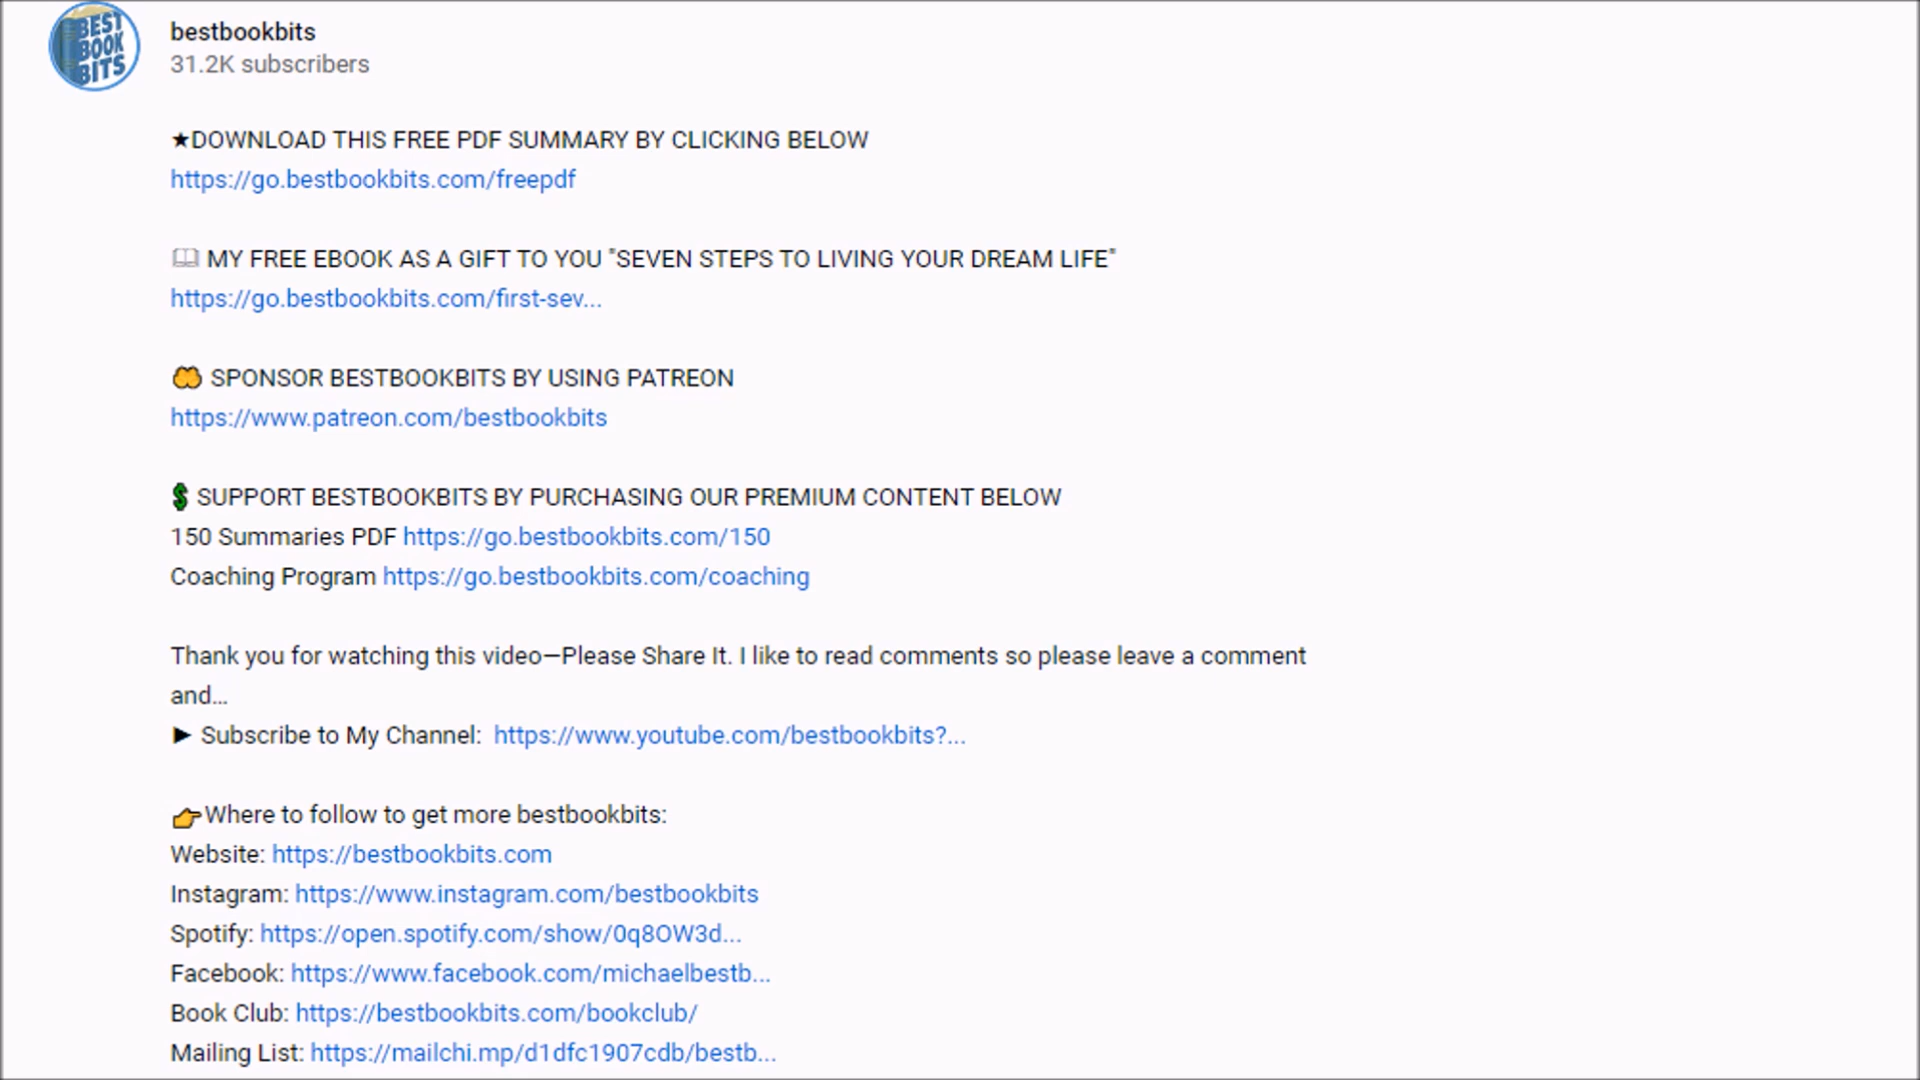 BEST
BOOK
BITS
bestbookbits
31.2K subscribers
★DOWNLOAD THIS FREE PDF SUMMARY BY CLICKING BELOW
https://go.bestbookbits.com/freepdf
📖 MY FREE EBOOK AS A GIFT TO YOU "SEVEN STEPS TO LIVING YOUR DREAM LIFE"
https://go.bestbookbits.com/first-sev...
🤲 SPONSOR BESTBOOKBITS BY USING PATREON
https://www.patreon.com/bestbookbits
💲 SUPPORT BESTBOOKBITS BY PURCHASING OUR PREMIUM CONTENT BELOW
150 Summaries PDF https://go.bestbookbits.com/150
Coaching Program https://go.bestbookbits.com/coaching
Thank you for watching this video—Please Share It. I like to read comments so please leave a comment
and…
► Subscribe to My Channel:  https://www.youtube.com/bestbookbits?...
👉Where to follow to get more bestbookbits:
Website: https://bestbookbits.com
Instagram: https://www.instagram.com/bestbookbits
Spotify: https://open.spotify.com/show/0q8OW3d...
Facebook: https://www.facebook.com/michaelbestb...
Book Club: https://bestbookbits.com/bookclub/
Mailing List: https://mailchi.mp/d1dfc1907cdb/bestb...